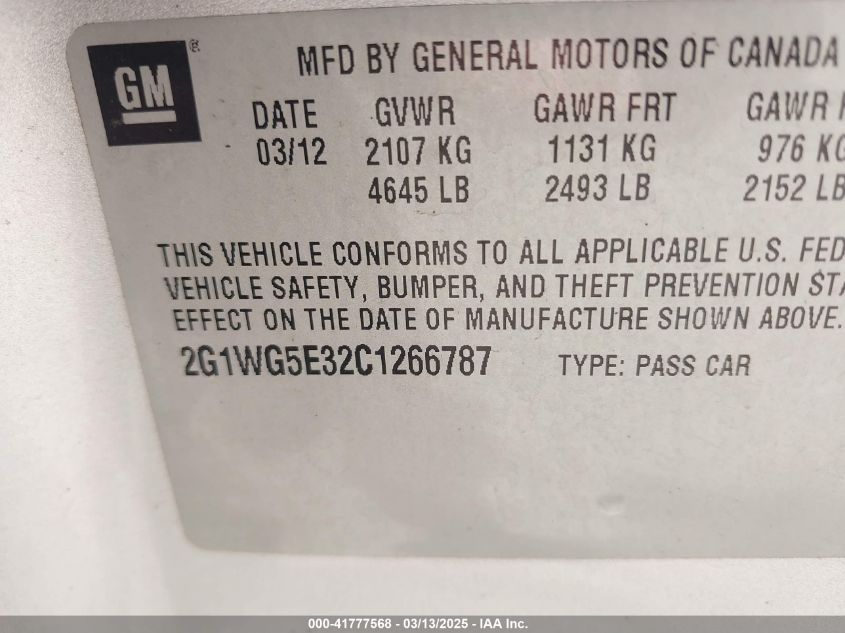 GM ®
MFD BY GENERAL MOTORS OF CANADA
DATE GVWR GAWR FRT GAWR
03/12 2107 KG 1131 KG 976 KG
4645 LB 2493 LB 2152 LB
THIS VEHICLE CONFORMS TO ALL APPLICABLE U.S. FED
VEHICLE SAFETY, BUMPER, AND THEFT PREVENTION STA
EFFECT ON THE DATE OF MANUFACTURE SHOWN ABOVE.
2G1WG5E32C1266787 TYPE: PASS CAR
000-41777568 - 03/13/2025 - IAA Inc.